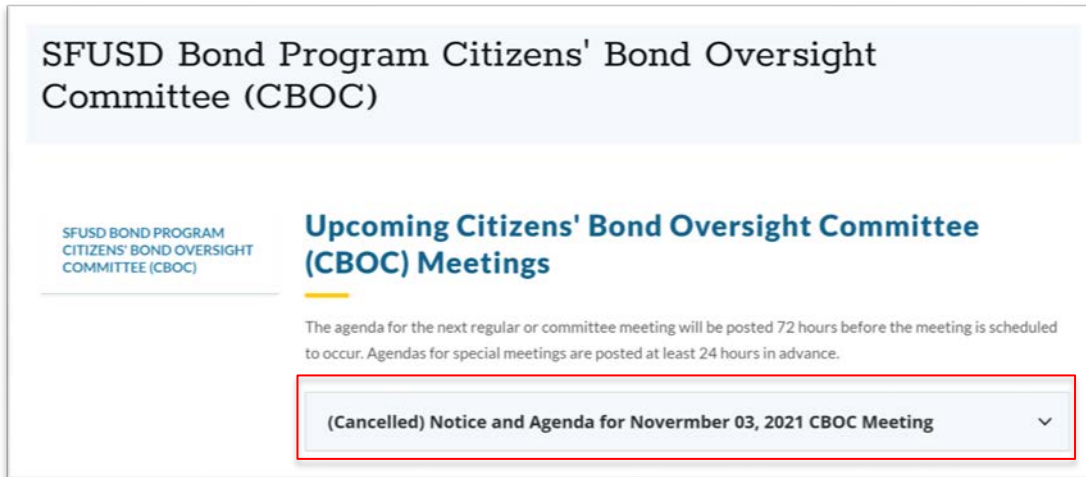 SFUSD Bond Program Citizens' Bond Oversight
Committee (CBOC)
SFUSD BOND PROGRAM
CITIZENS' BOND OVERSIGHT
COMMITTEE (CBOC)
Upcoming Citizens' Bond Oversight Committee
(CBOC) Meetings
The agenda for the next regular or committee meeting will be posted 72 hours before the meeting is scheduled
to occur. Agendas for special meetings are posted at least 24 hours in advance.
(Cancelled) Notice and Agenda for Novermber 03, 2021 CBOC Meeting